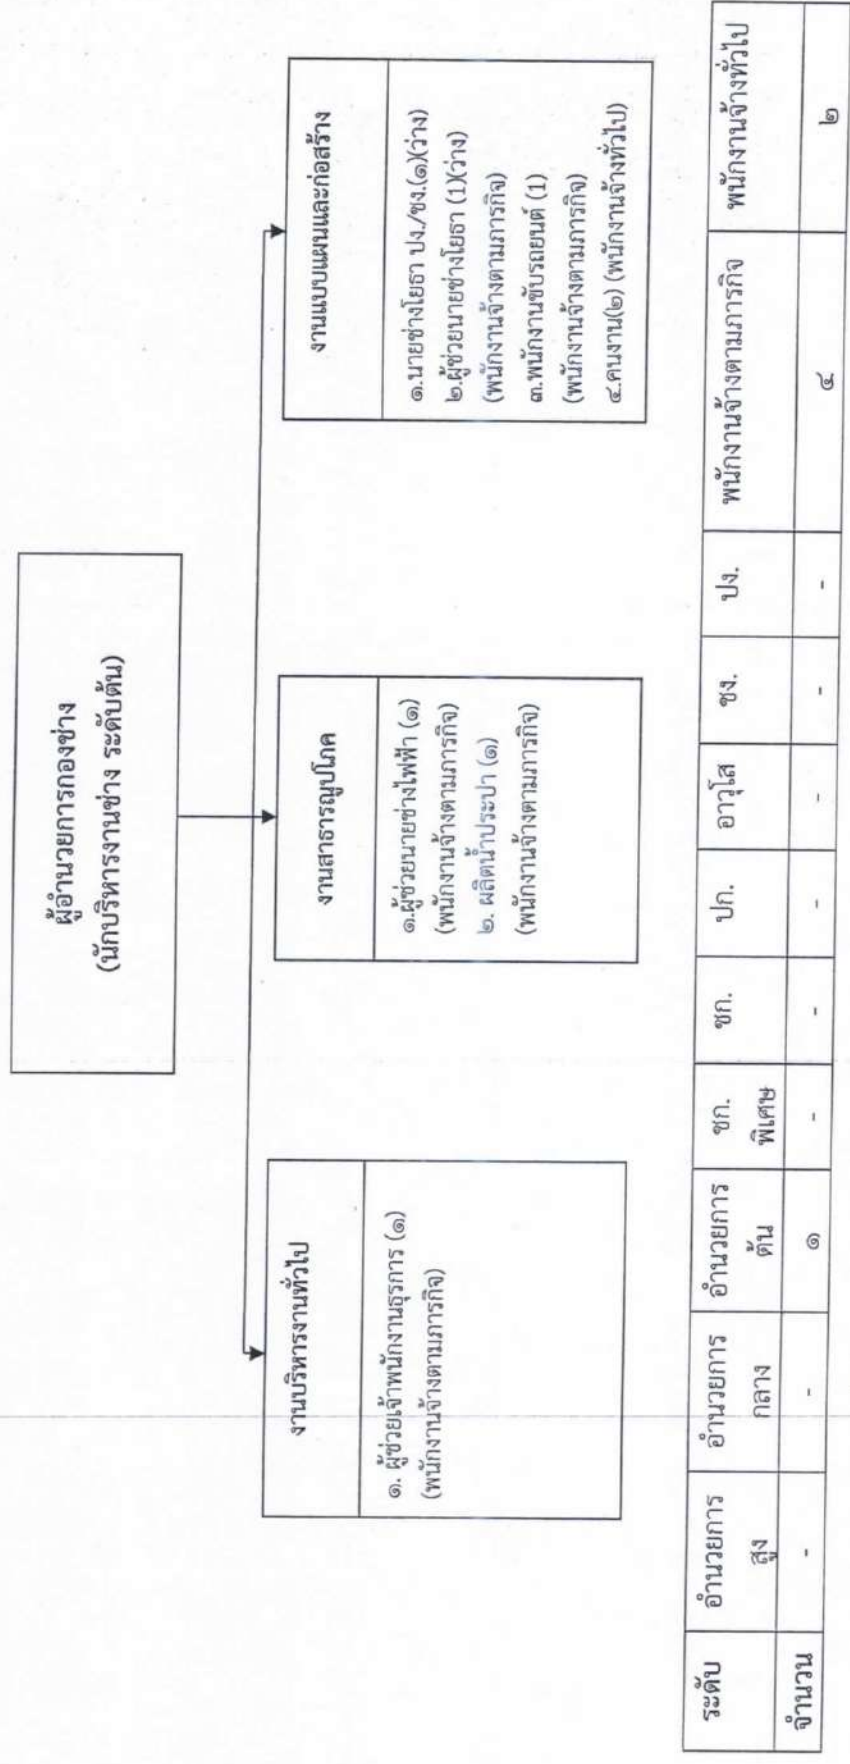 ผู้อำนวยการกองช่าง
(นักบริหารงานช่าง ระดับต้น)
งานบริหารงานทั่วไป
๑. ผู้ช่วยเจ้าพนักงานธุรการ (๑)
(พนักงานจ้างตามภารกิจ)
งานสาธารณูปโภค
๑.ผู้ช่วยนายช่างไฟฟ้า (๑)
(พนักงานจ้างตามภารกิจ)
๒. ผลิตน้ำประปา (๑)
(พนักงานจ้างตามภารกิจ)
งานแบบแผนและก่อสร้าง
๑.นายช่างโยธา ปง./ชง.(๑)(ว่าง)
๒.ผู้ช่วยนายช่างโยธา (1)(ว่าง)
(พนักงานจ้างตามภารกิจ)
๓.พนักงานขับรถยนต์ (1)
(พนักงานจ้างตามภารกิจ)
๔.คนงาน(๒) (พนักงานจ้างทั่วไป)
ระดับ อำนวยการสูง อำนวยการกลาง อำนวยการต้น ชก.พิเศษ ชก. ปก. อาวุโส ชง. ปง. พนักงานจ้างตามภารกิจ พนักงานจ้างทั่วไป
จำนวน - - ๑ - - - - - - ๔ ๒